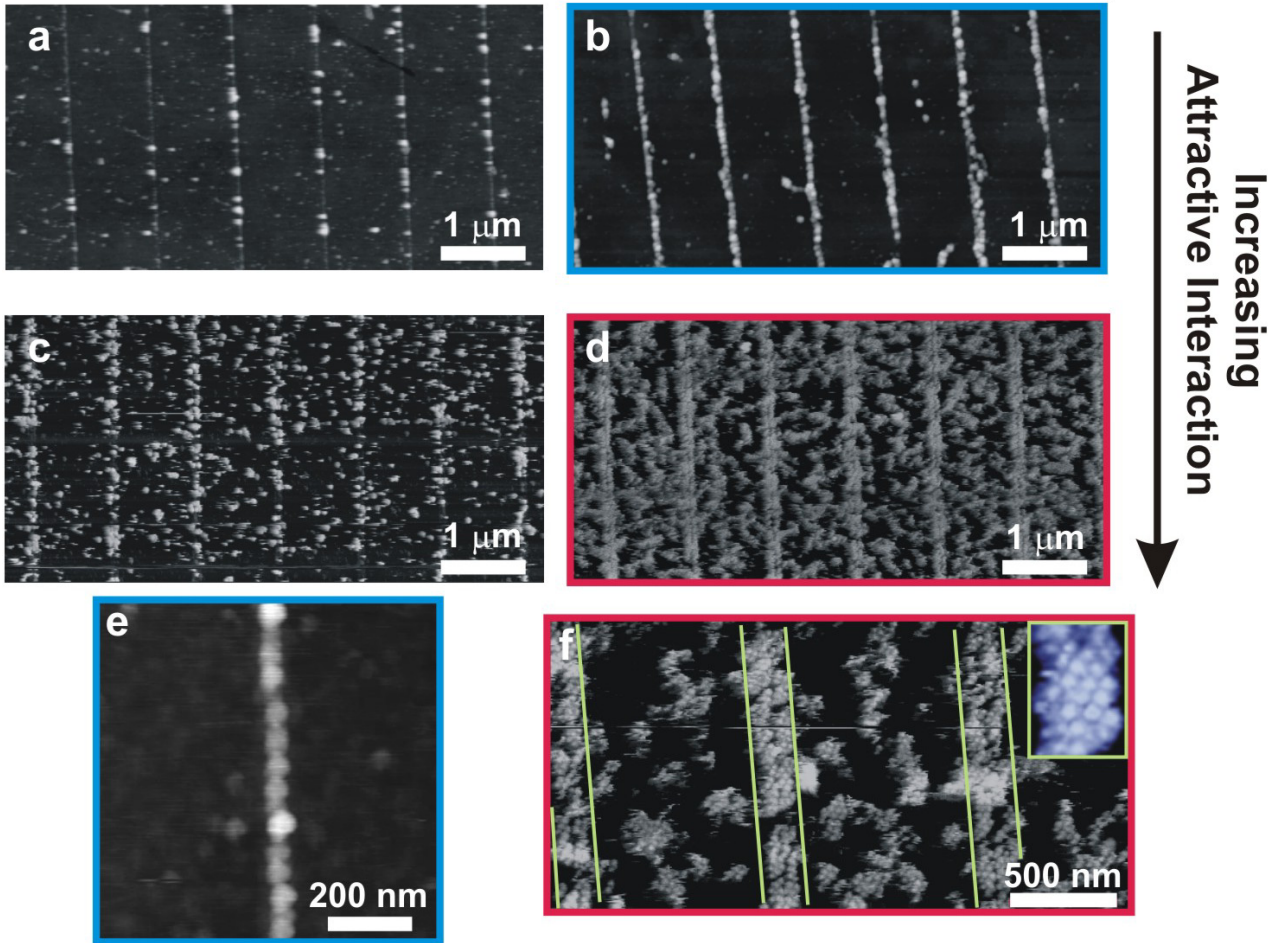 a
1 μm
b
1 μm
c
1 μm
d
1 μm
e
200 nm
f
500 nm
Increasing
Attractive Interaction